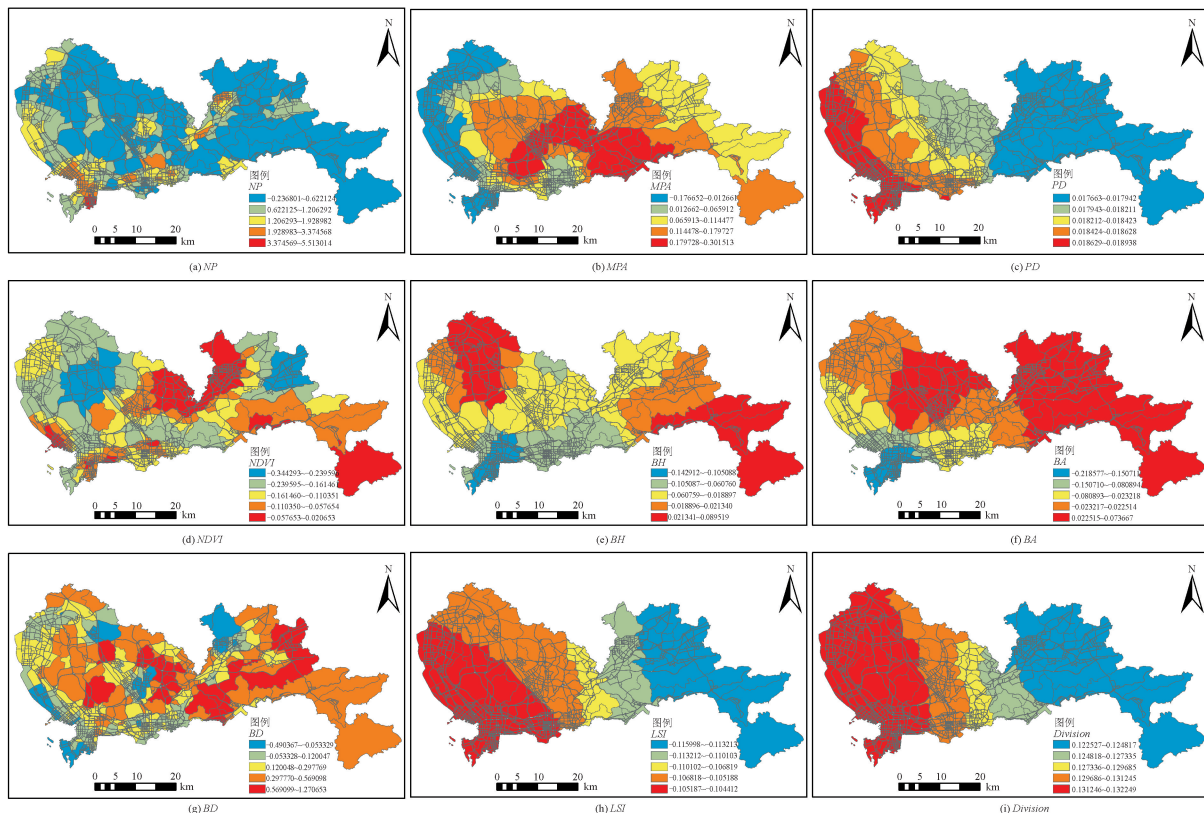 N
图例
NP
−0.236801~0.622124
0.622125~1.206292
1.206293~1.928982
1.928983~3.374568
3.374569~5.513014
0 5 10 20
km
(a) NP
N
图例
MPA
−0.176652~0.012661
0.012662~0.065912
0.065913~0.114477
0.114478~0.179727
0.179728~0.301513
0 5 10 20
km
(b) MPA
N
图例
PD
0.017663~0.017942
0.017943~0.018211
0.018212~0.018423
0.018424~0.018628
0.018629~0.018938
0 5 10 20
km
(c) PD
N
图例
NDVI
−0.344293~−0.239596
−0.239595~−0.161461
−0.161460~−0.110351
−0.110350~−0.057654
−0.057653~0.020653
0 5 10 20
km
(d) NDVI
N
图例
BH
−0.142912~−0.105088
−0.105087~−0.060760
−0.060759~−0.018897
−0.018896~0.021340
0.021341~0.089519
0 5 10 20
km
(e) BH
N
图例
BA
−0.218577~−0.150711
−0.150710~−0.080894
−0.080893~−0.023218
−0.023217~0.022514
0.022515~0.073667
0 5 10 20
km
(f) BA
N
图例
BD
−0.490367~−0.053329
−0.053328~0.120047
0.120048~0.297769
0.297770~0.569098
0.569099~1.270653
0 5 10 20
km
(g) BD
N
图例
LSI
−0.115998~−0.113213
−0.113212~−0.110103
−0.110102~−0.106819
−0.106818~−0.105188
−0.105187~−0.104412
0 5 10 20
km
(h) LSI
N
图例
Division
0.122527~0.124817
0.124818~0.127335
0.127336~0.129685
0.129686~0.131245
0.131246~0.132249
0 5 10 20
km
(i) Division